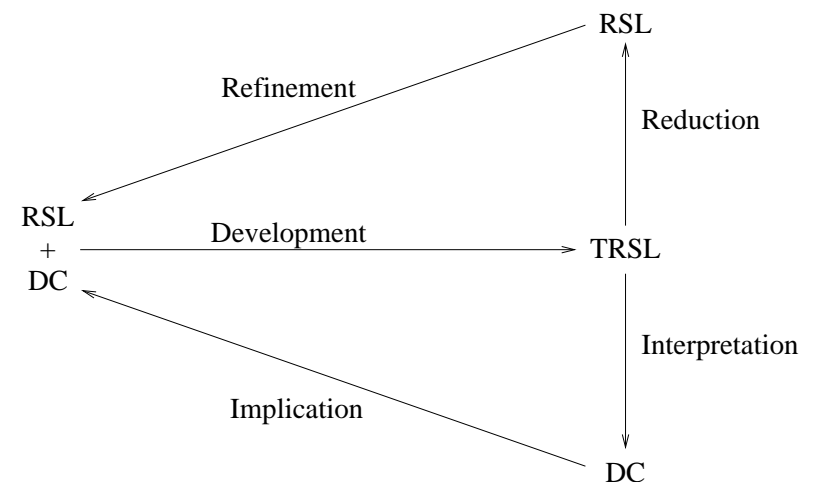 RSL
Refinement
Reduction
RSL
+
DC
Development
TRSL
Interpretation
Implication
DC